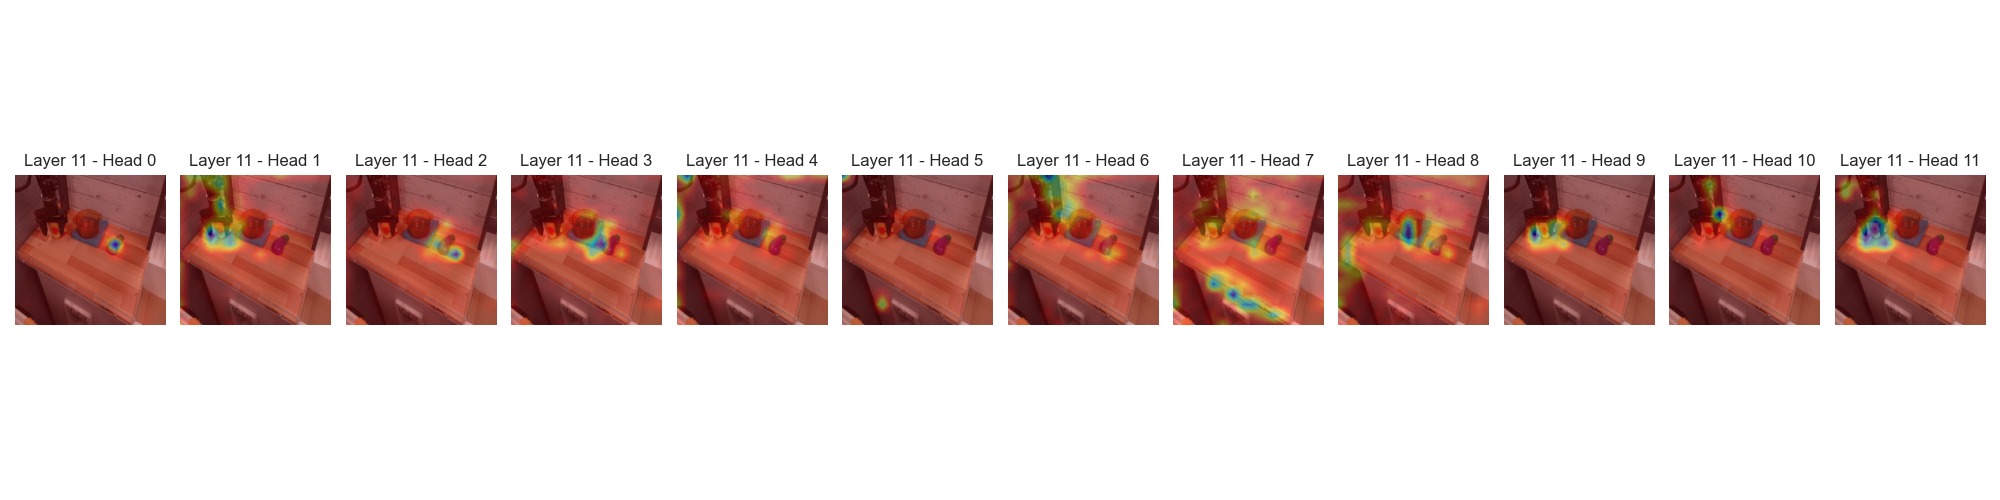 Layer 11 - Head 0
Layer 11 - Head 1
Layer 11 - Head 2
Layer 11 - Head 3
Layer 11 - Head 4
Layer 11 - Head 5
Layer 11 - Head 6
Layer 11 - Head 7
Layer 11 - Head 8
Layer 11 - Head 9
Layer 11 - Head 10
Layer 11 - Head 11